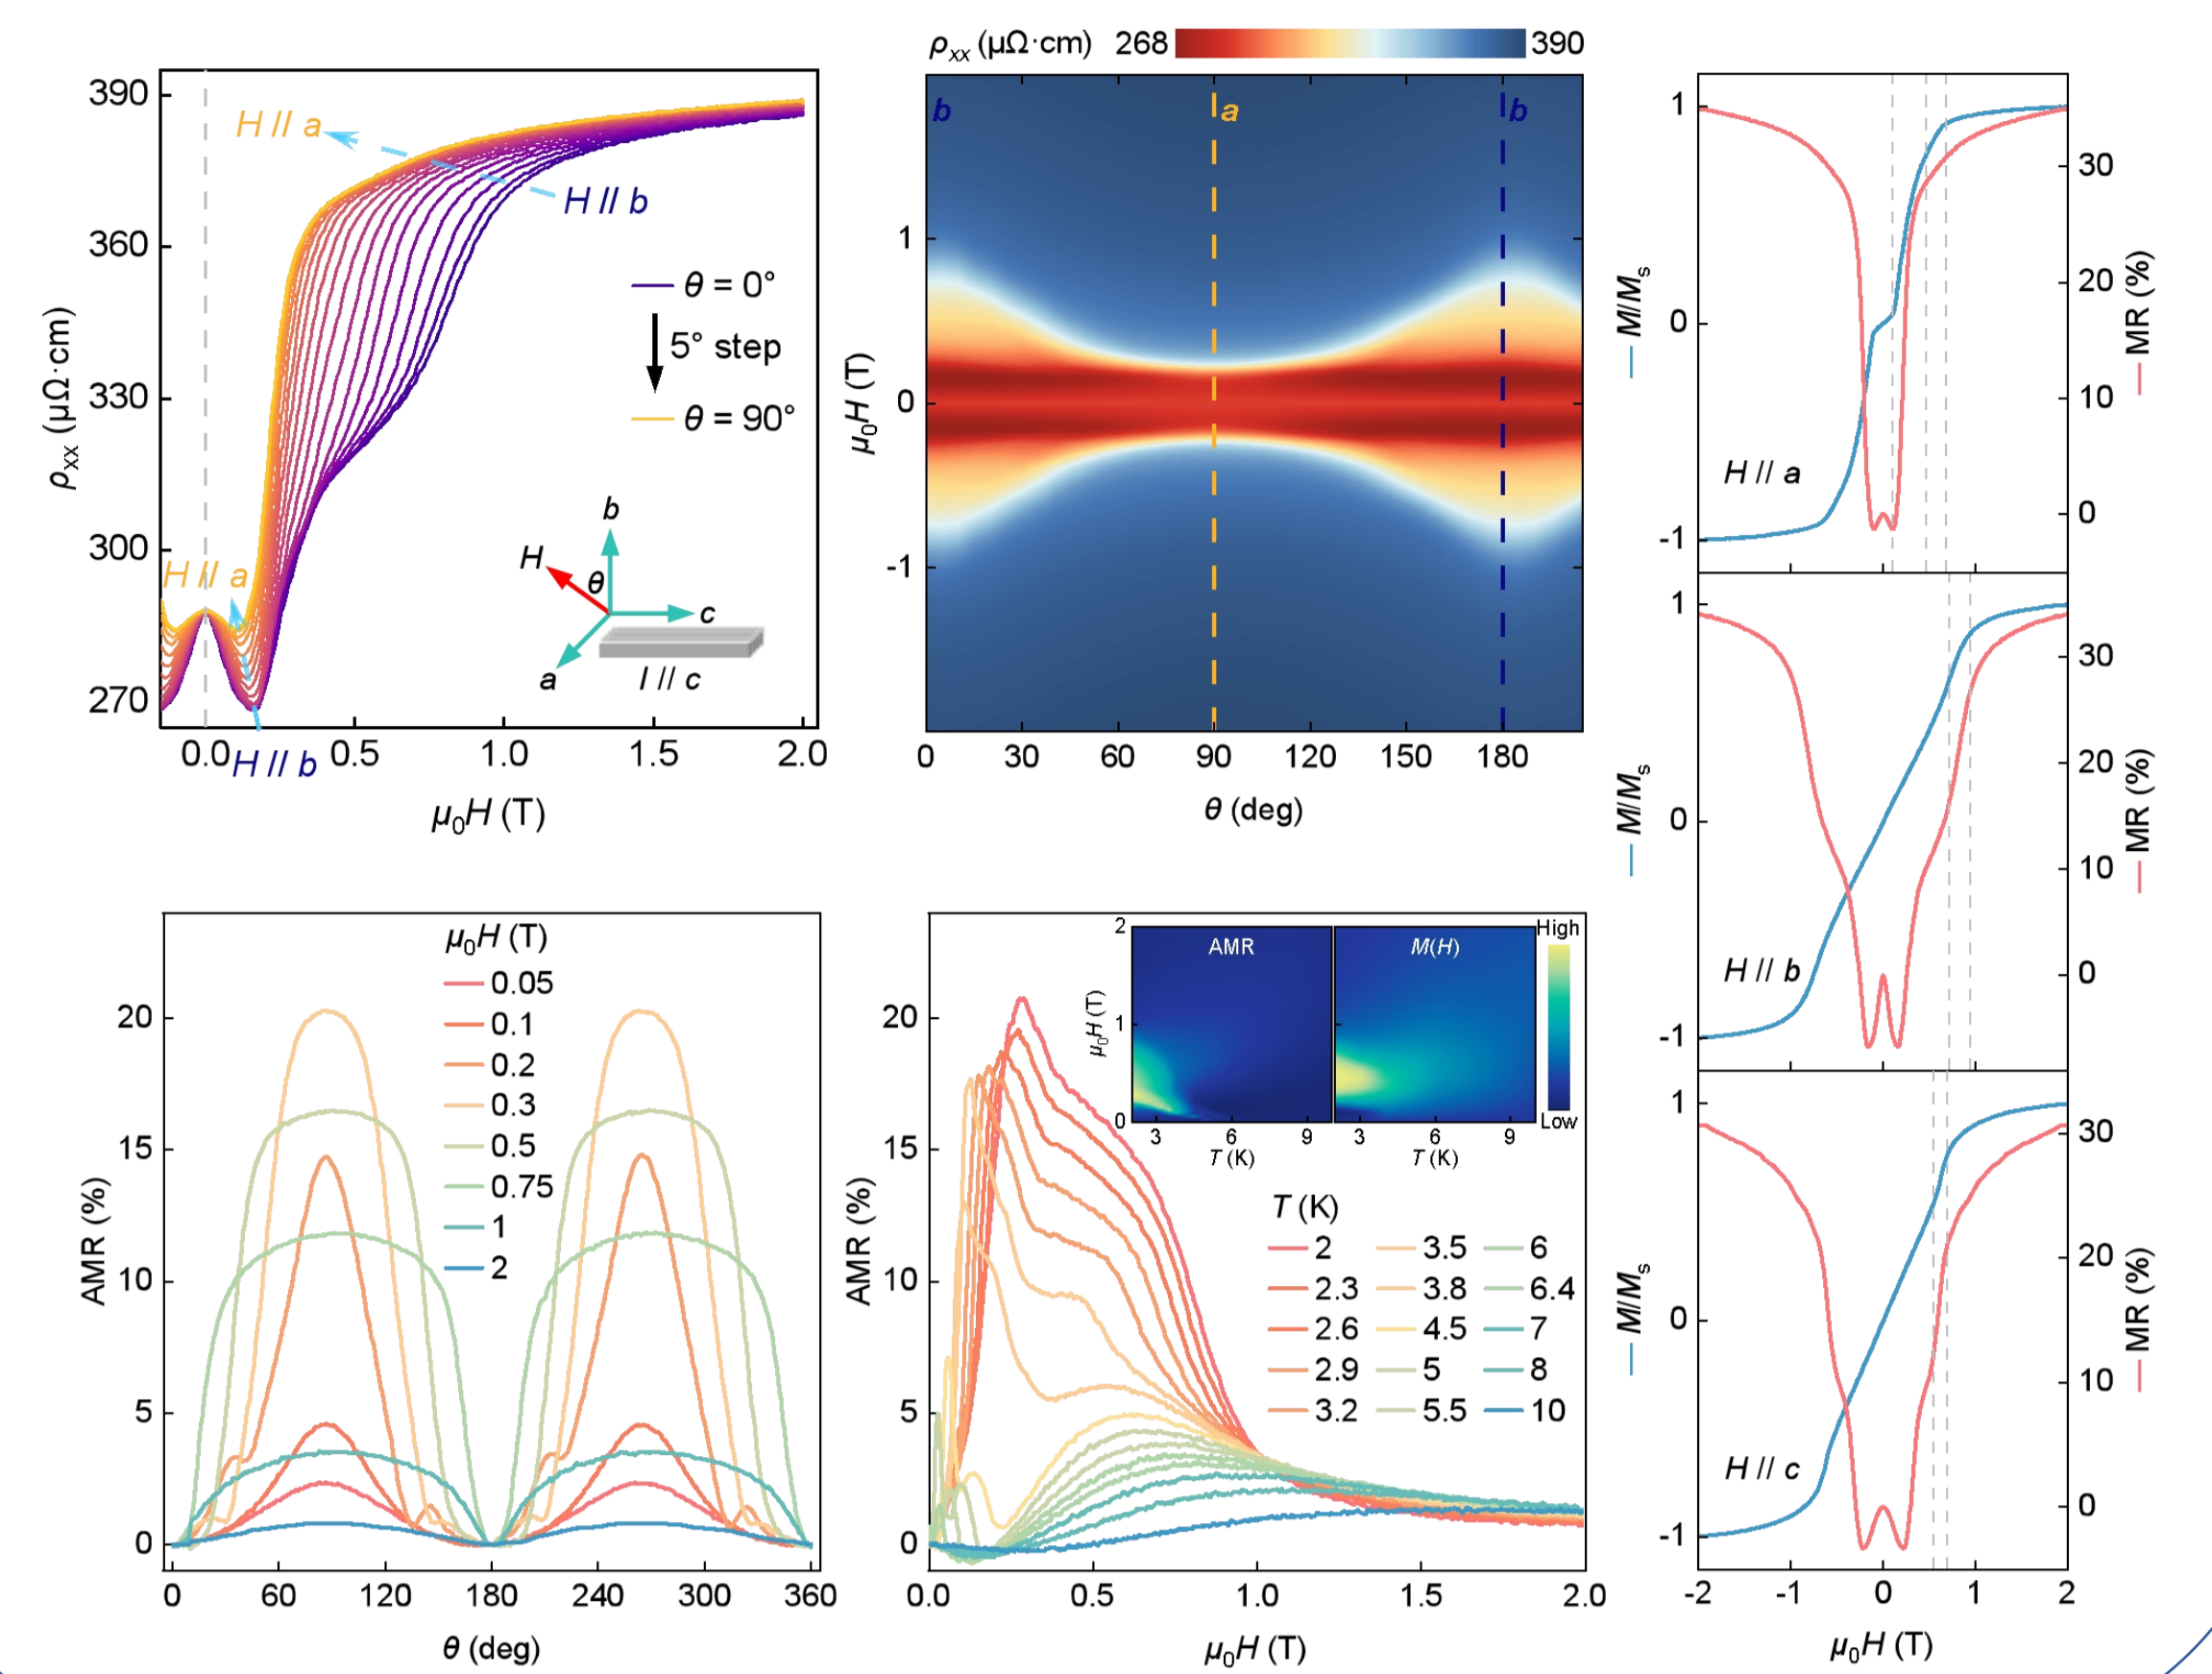 390
360
330
300
270
ρxx (μΩ·cm)
H // a
H // b
θ = 0°
5° step
θ = 90°
H // a
b
H
θ
c
a
I // c
0.0
0.5
1.0
1.5
2.0
H // b
μ₀H (T)
ρxx (μΩ·cm) 268 390
b a b
1
0
-1
μ₀H (T)
0 30 60 90 120 150 180
θ (deg)
1
0
-1
M/Ms
30
20
10
0
MR (%)
H // a
1
0
-1
M/Ms
30
20
10
0
MR (%)
H // b
1
0
-1
M/Ms
30
20
10
0
MR (%)
H // c
-2 -1 0 1 2
μ₀H (T)
20
15
10
5
0
AMR (%)
μ₀H (T)
0.05
0.1
0.2
0.3
0.5
0.75
1
2
0 60 120 180 240 300 360
θ (deg)
20
15
10
5
0
AMR (%)
2
1
0
μ₀H (T)
AMR
M(H)
High
Low
3 6 9
3 6 9
T (K)
T (K)
T (K)
2 3.5 6
2.3 3.8 6.4
2.6 4.5 7
2.9 5 8
3.2 5.5 10
0.0 0.5 1.0 1.5 2.0
μ₀H (T)